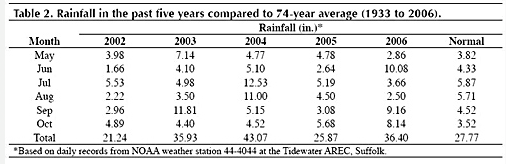 Table 2. Rainfall in the past five years compared to 74-year average (1933 to 2006).
Rainfall (in.)*
Month 2002 2003 2004 2005 2006 Normal
May 3.98 7.14 4.77 4.78 2.86 3.82
Jun 1.66 4.10 5.10 2.64 10.08 4.33
Jul 5.53 4.98 12.53 5.19 3.66 5.87
Aug 2.22 3.50 11.00 4.50 2.50 5.71
Sep 2.96 11.81 5.15 3.08 9.16 4.52
Oct 4.89 4.40 4.52 5.68 8.14 3.52
Total 21.24 35.93 43.07 25.87 36.40 27.77
*Based on daily records from NOAA weather station 44-4044 at the Tidewater AREC, Suffolk.